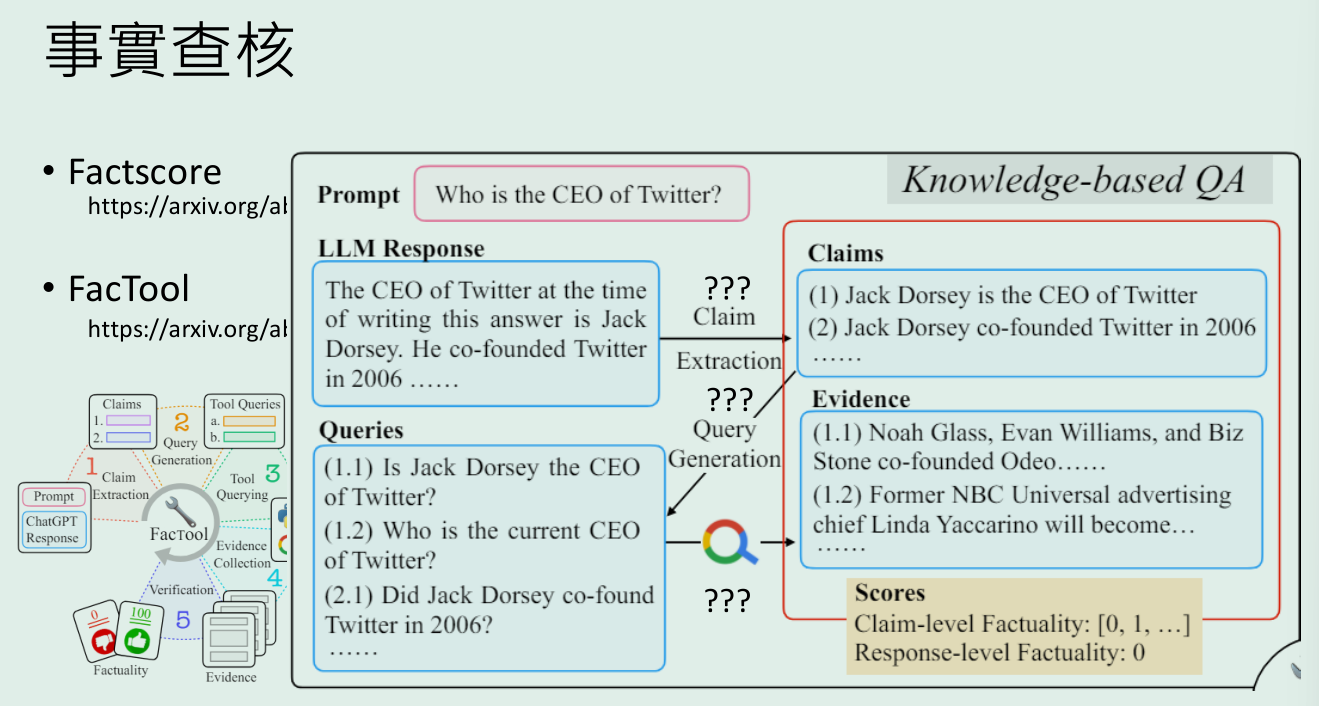 事實查核
• Factscore
https://arxiv.org/ab
• FacTool
https://arxiv.org/ab
Claims
1.
2.
2
Query
Generation
Tool Queries
a.
b.
1
Claim
Extraction
Tool
Querying
3
Prompt
ChatGPT
Response
FacTool
Evidence
Collection
4
Verification
5
0
100
Factuality
Evidence
Knowledge-based QA
Prompt
Who is the CEO of Twitter?
LLM Response
The CEO of Twitter at the time
of writing this answer is Jack
Dorsey. He co-founded Twitter
in 2006 ……
???
Claim
Extraction
Claims
(1) Jack Dorsey is the CEO of Twitter
(2) Jack Dorsey co-founded Twitter in 2006
……
???
Query
Generation
Queries
(1.1) Is Jack Dorsey the CEO
of Twitter?
(1.2) Who is the current CEO
of Twitter?
(2.1) Did Jack Dorsey co-found
Twitter in 2006?
……
???
Evidence
(1.1) Noah Glass, Evan Williams, and Biz
Stone co-founded Odeo……
(1.2) Former NBC Universal advertising
chief Linda Yaccarino will become…
……
Scores
Claim-level Factuality: [0, 1, …]
Response-level Factuality: 0